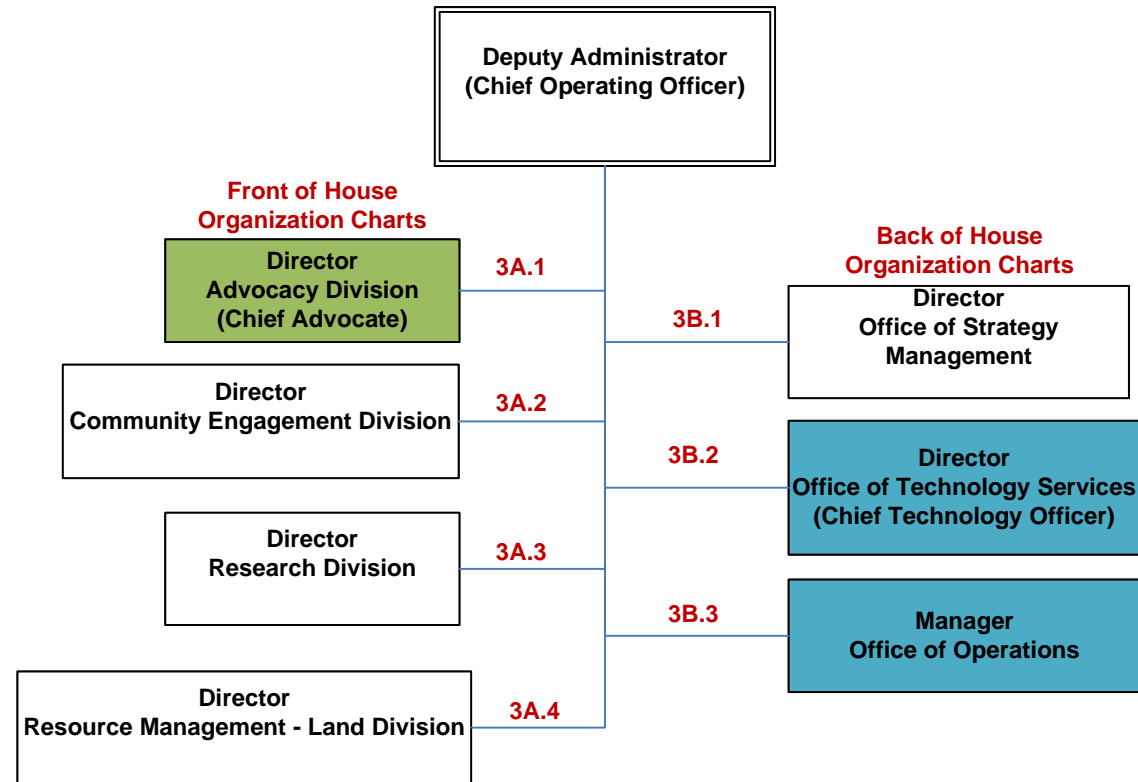 Deputy Administrator
(Chief Operating Officer)
Front of House
Organization Charts
Director
Advocacy Division
(Chief Advocate)
3A.1
Director
Community Engagement Division
3A.2
Director
Research Division
3A.3
Director
Resource Management - Land Division
3A.4
Back of House
Organization Charts
3B.1
Director
Office of Strategy
Management
3B.2
Director
Office of Technology Services
(Chief Technology Officer)
3B.3
Manager
Office of Operations